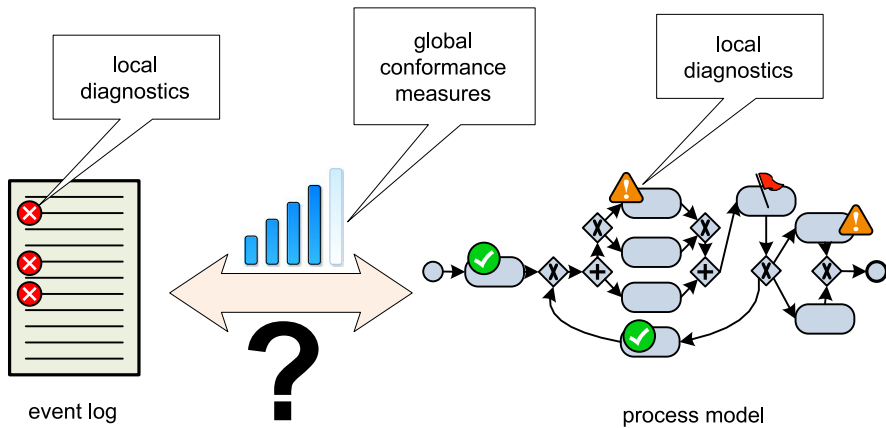 local
diagnostics
global
conformance
measures
local
diagnostics
?
event log
process model